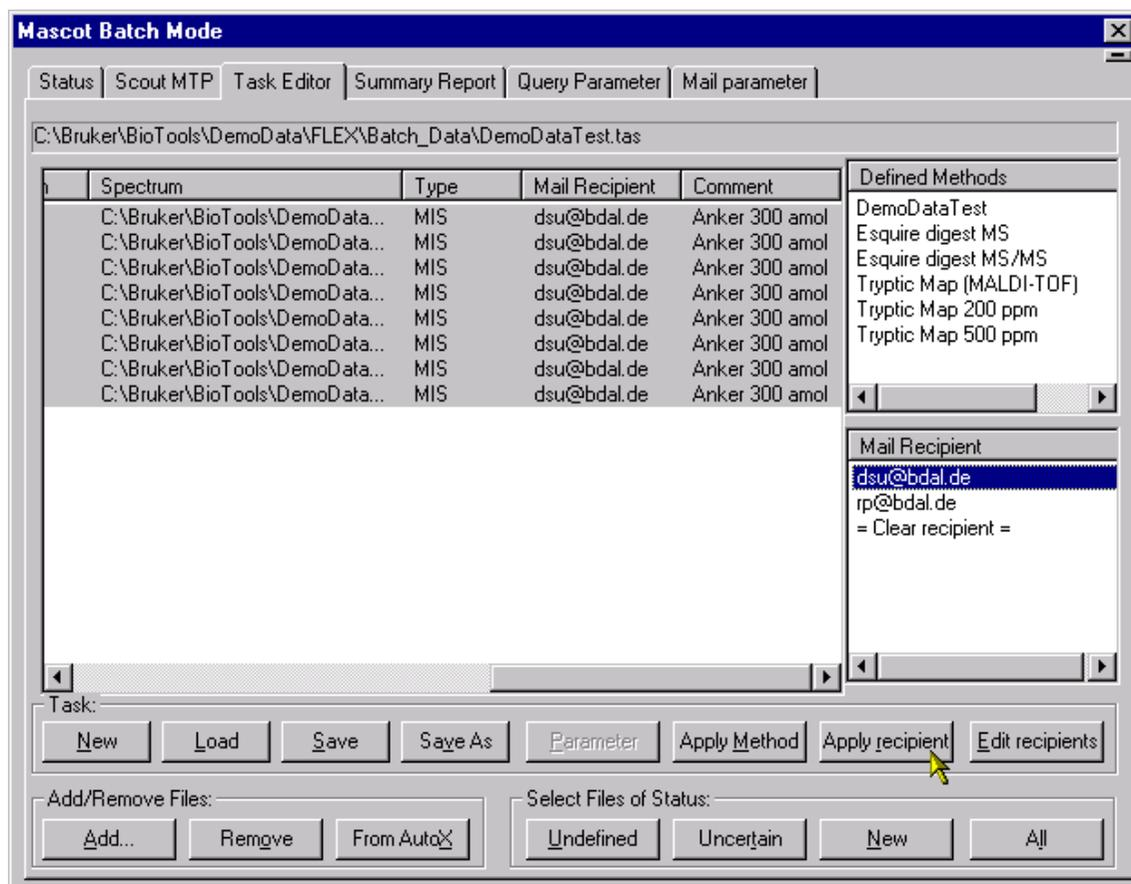 Mascot Batch Mode
Status Scout MTP Task Editor Summary Report Query Parameter Mail parameter
C:\Bruker\BioTools\DemoData\FLEX\Batch_Data\DemoDataTest.tas
Spectrum Type Mail Recipient Comment
C:\Bruker\BioTools\DemoData... MIS dsu@bdal.de Anker 300 amol
C:\Bruker\BioTools\DemoData... MIS dsu@bdal.de Anker 300 amol
C:\Bruker\BioTools\DemoData... MIS dsu@bdal.de Anker 300 amol
C:\Bruker\BioTools\DemoData... MIS dsu@bdal.de Anker 300 amol
C:\Bruker\BioTools\DemoData... MIS dsu@bdal.de Anker 300 amol
C:\Bruker\BioTools\DemoData... MIS dsu@bdal.de Anker 300 amol
C:\Bruker\BioTools\DemoData... MIS dsu@bdal.de Anker 300 amol
C:\Bruker\BioTools\DemoData... MIS dsu@bdal.de Anker 300 amol
Defined Methods
DemoDataTest
Esquire digest MS
Esquire digest MS/MS
Tryptic Map (MALDI-TOF)
Tryptic Map 200 ppm
Tryptic Map 500 ppm
Mail Recipient
dsu@bdal.de
rp@bdal.de
= Clear recipient =
Task:
New Load Save Save As Parameter Apply Method Apply recipient Edit recipients
Add/Remove Files:
Add... Remove From AutoX
Select Files of Status:
Undefined Uncertain New All